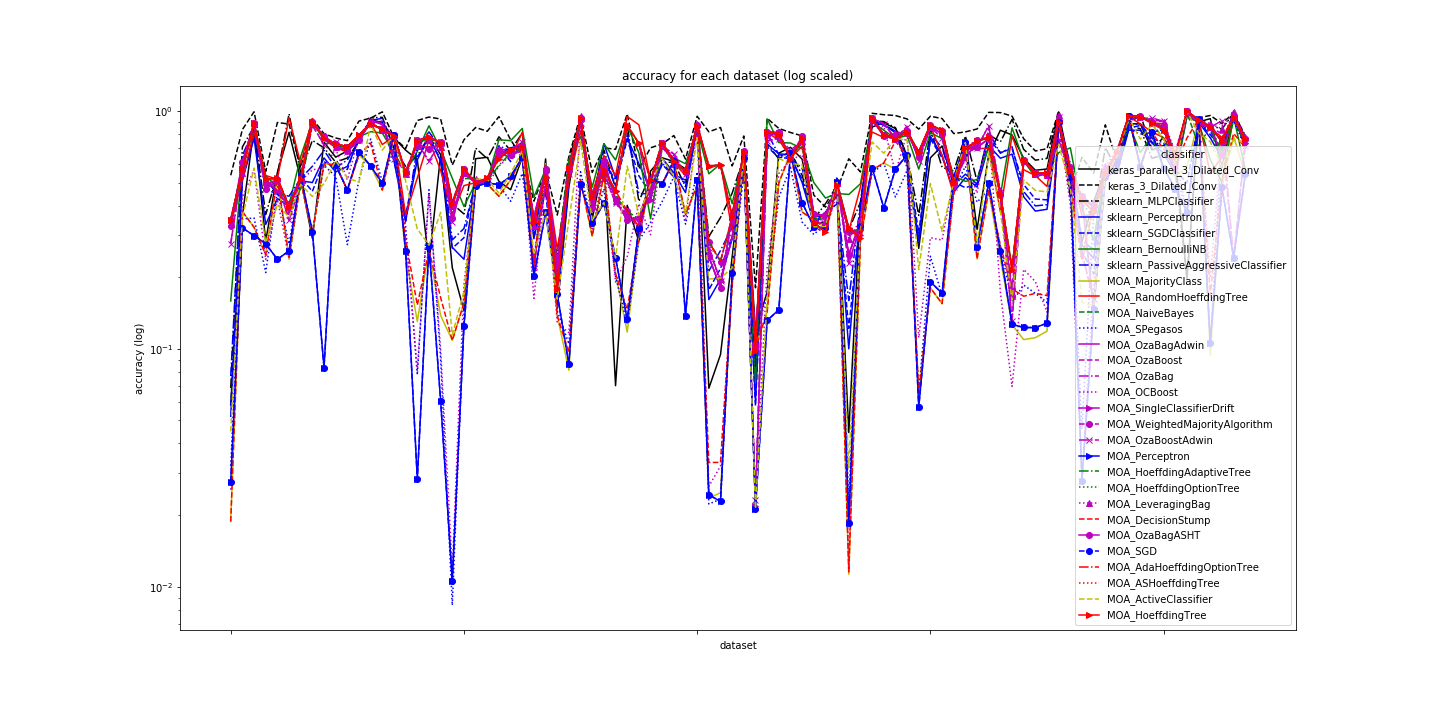 accuracy for each dataset (log scaled)
10⁰
10⁻¹
10⁻²
accuracy (log)
dataset
classifier
keras_parallel_3_Dilated_Conv
keras_3_Dilated_Conv
sklearn_MLPClassifier
sklearn_Perceptron
sklearn_SGDClassifier
sklearn_BernoulliNB
sklearn_PassiveAggressiveClassifier
MOA_MajorityClass
MOA_RandomHoeffdingTree
MOA_NaiveBayes
MOA_SPegasos
MOA_OzaBagAdwin
MOA_OzaBoost
MOA_OzaBag
MOA_OCBoost
MOA_SingleClassifierDrift
MOA_WeightedMajorityAlgorithm
MOA_OzaBoostAdwin
MOA_Perceptron
MOA_HoeffdingAdaptiveTree
MOA_HoeffdingOptionTree
MOA_LeveragingBag
MOA_DecisionStump
MOA_OzaBagASHT
MOA_SGD
MOA_AdaHoeffdingOptionTree
MOA_ASHoeffdingTree
MOA_ActiveClassifier
MOA_HoeffdingTree